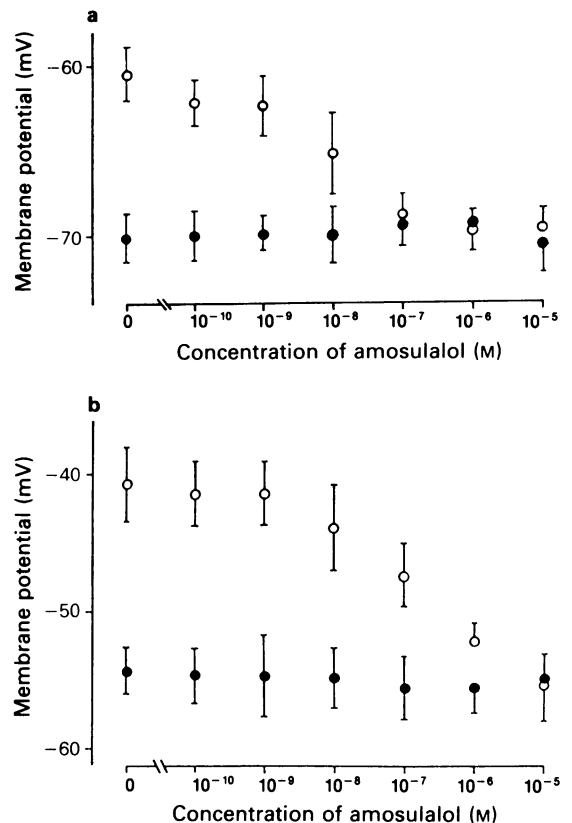 a
Membrane potential (mV)
−60
−70
0 10⁻¹⁰ 10⁻⁹ 10⁻⁸ 10⁻⁷ 10⁻⁶ 10⁻⁵
Concentration of amosulalol (M)
b
Membrane potential (mV)
−40
−50
−60
0 10⁻¹⁰ 10⁻⁹ 10⁻⁸ 10⁻⁷ 10⁻⁶ 10⁻⁵
Concentration of amosulalol (M)